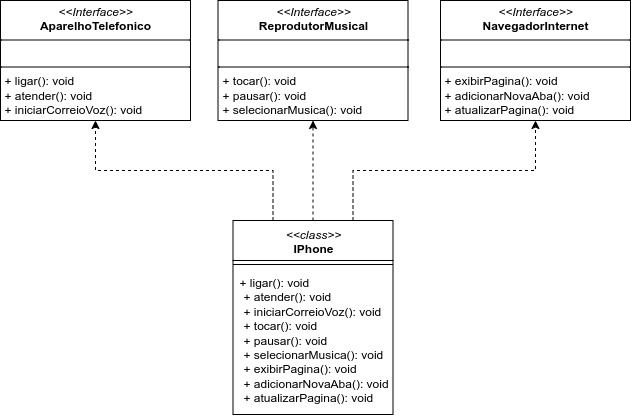 <<Interface>>
AparelhoTelefonico
+ ligar(): void
+ atender(): void
+ iniciarCorreioVoz(): void
<<Interface>>
ReprodutorMusical
+ tocar(): void
+ pausar(): void
+ selecionarMusica(): void
<<Interface>>
NavegadorInternet
+ exibirPagina(): void
+ adicionarNovaAba(): void
+ atualizarPagina(): void
<<class>>
IPhone
+ ligar(): void
+ atender(): void
+ iniciarCorreioVoz(): void
+ tocar(): void
+ pausar(): void
+ selecionarMusica(): void
+ exibirPagina(): void
+ adicionarNovaAba(): void
+ atualizarPagina(): void